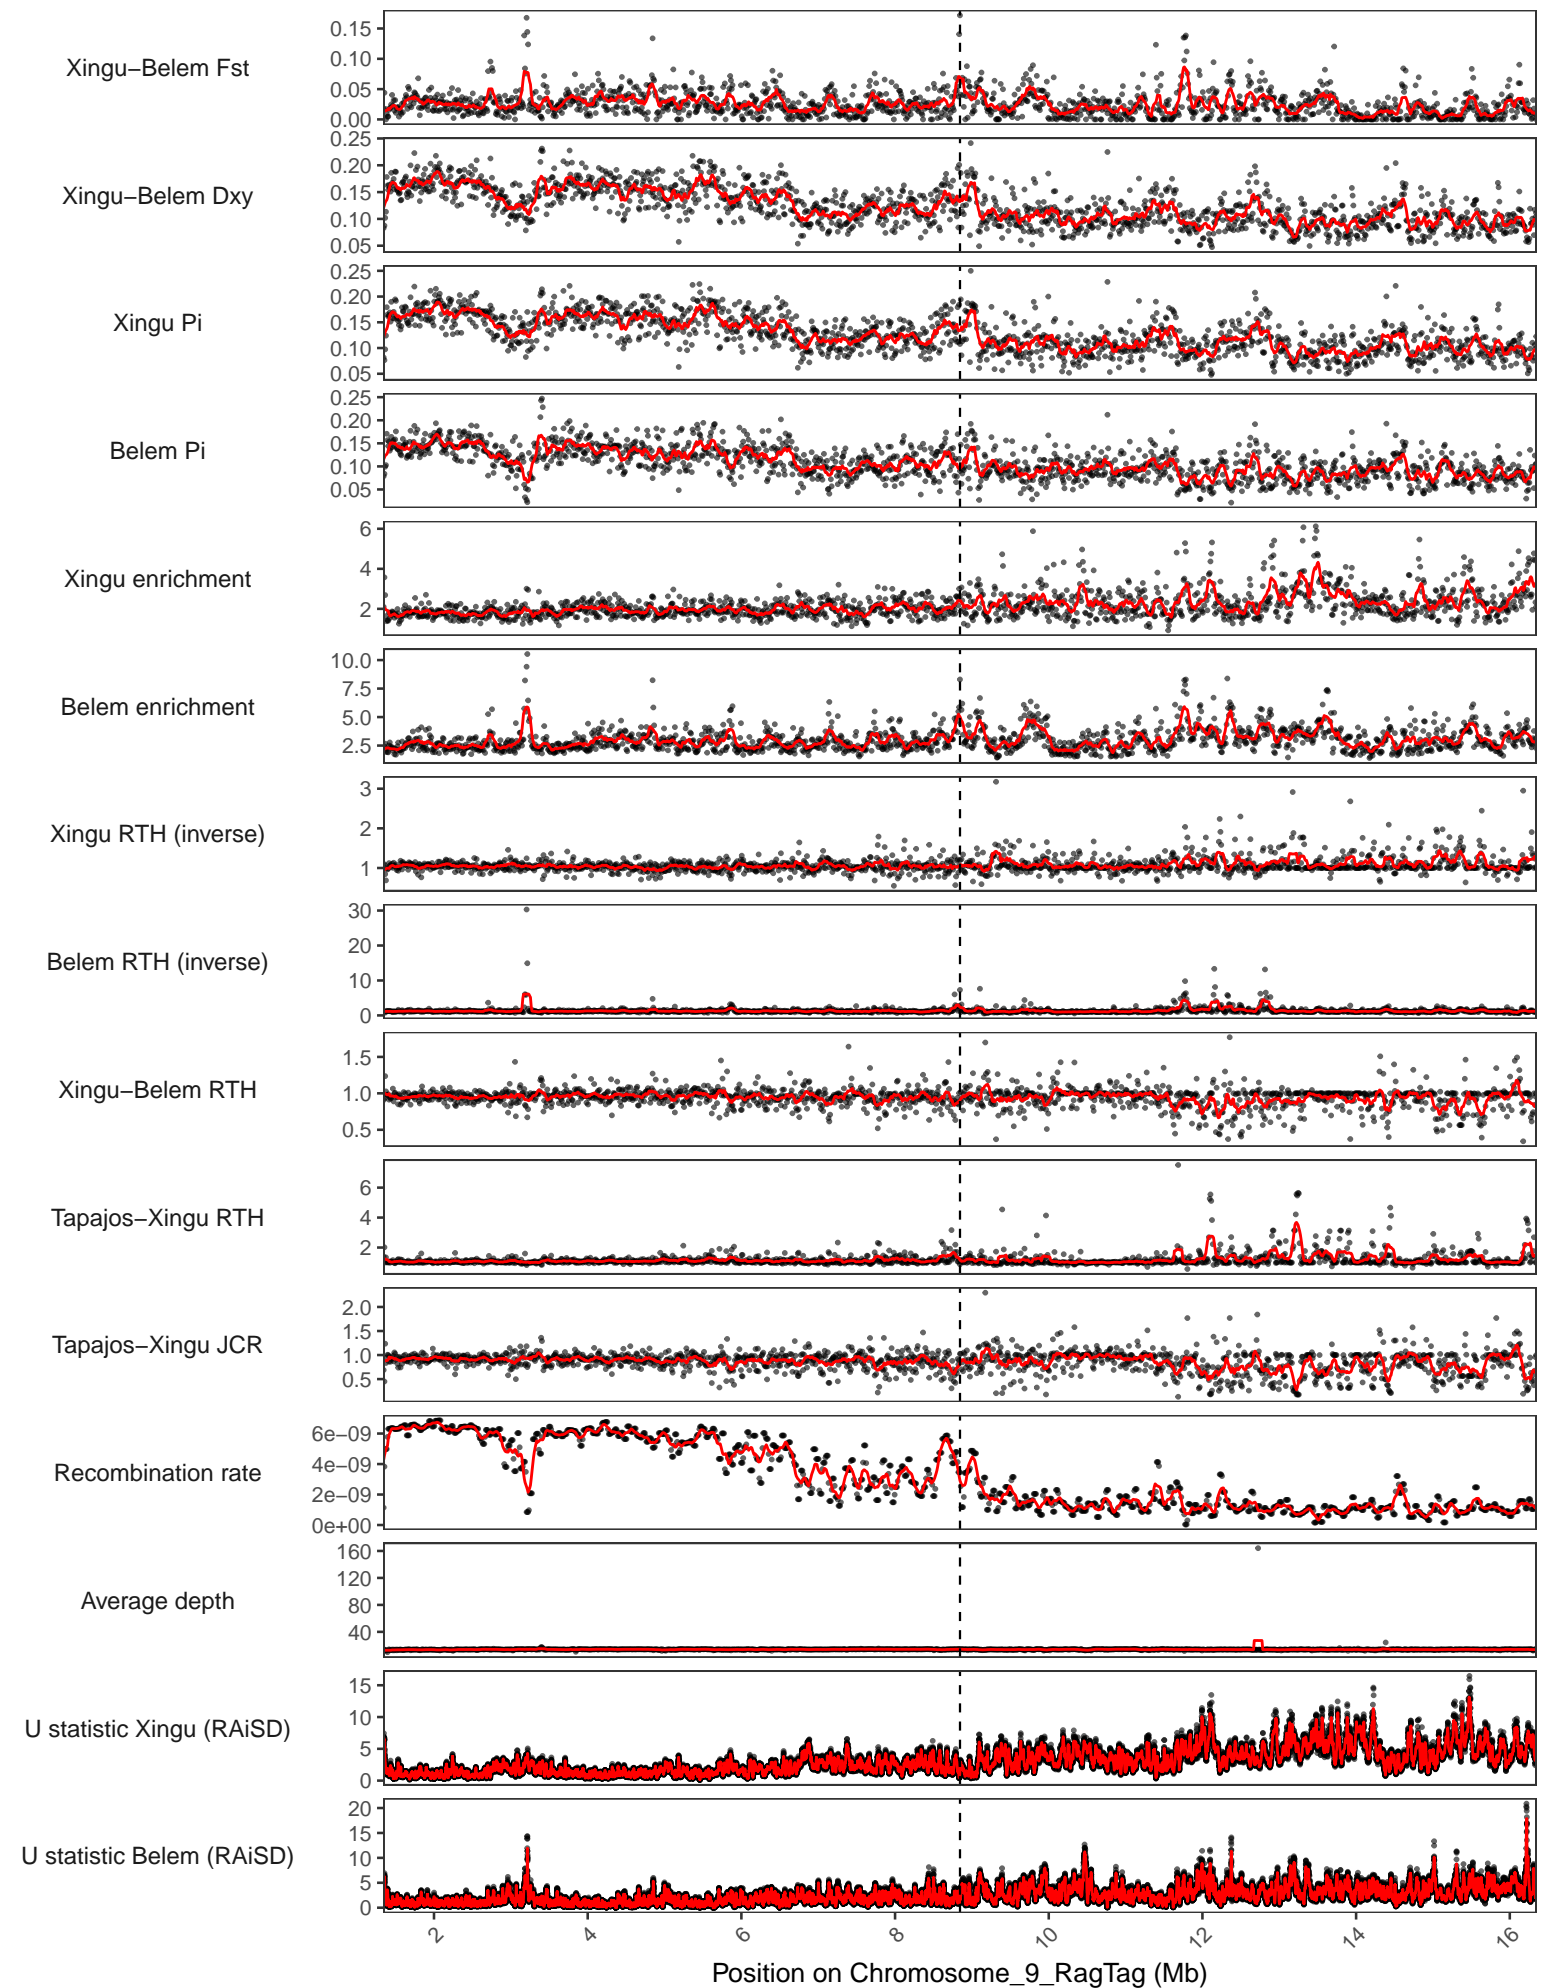 Xingu−Belem Fst
0.15
0.10
0.05
0.00
Xingu−Belem Dxy
0.25
0.20
0.15
0.10
0.05
Xingu Pi
0.25
0.20
0.15
0.10
0.05
Belem Pi
0.25
0.20
0.15
0.10
0.05
Xingu enrichment
6
4
2
Belem enrichment
10.0
7.5
5.0
2.5
Xingu RTH (inverse)
3
2
1
Belem RTH (inverse)
30
20
10
0
Xingu−Belem RTH
1.5
1.0
0.5
Tapajos−Xingu RTH
6
4
2
Tapajos−Xingu JCR
2.0
1.5
1.0
0.5
Recombination rate
6e−09
4e−09
2e−09
0e+00
Average depth
160
120
80
40
U statistic Xingu (RAiSD)
15
10
5
0
U statistic Belem (RAiSD)
20
15
10
5
0
2 4 6 8 10 12 14 16
Position on Chromosome_9_RagTag (Mb)